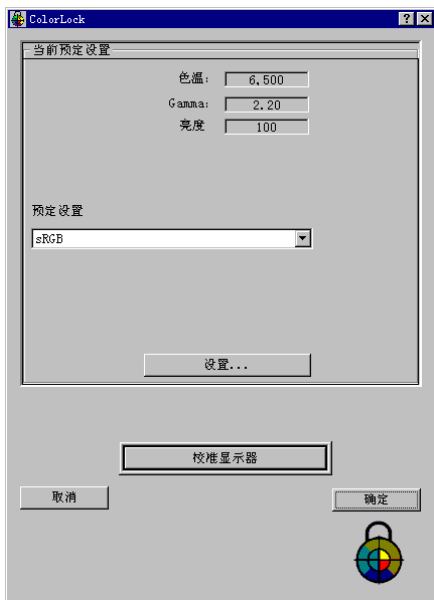 ColorLock
当前预定设置
色温: 6,500
Gamma: 2.20
亮度 100
预定设置
sRGB
设置...
校准显示器
取消 确定